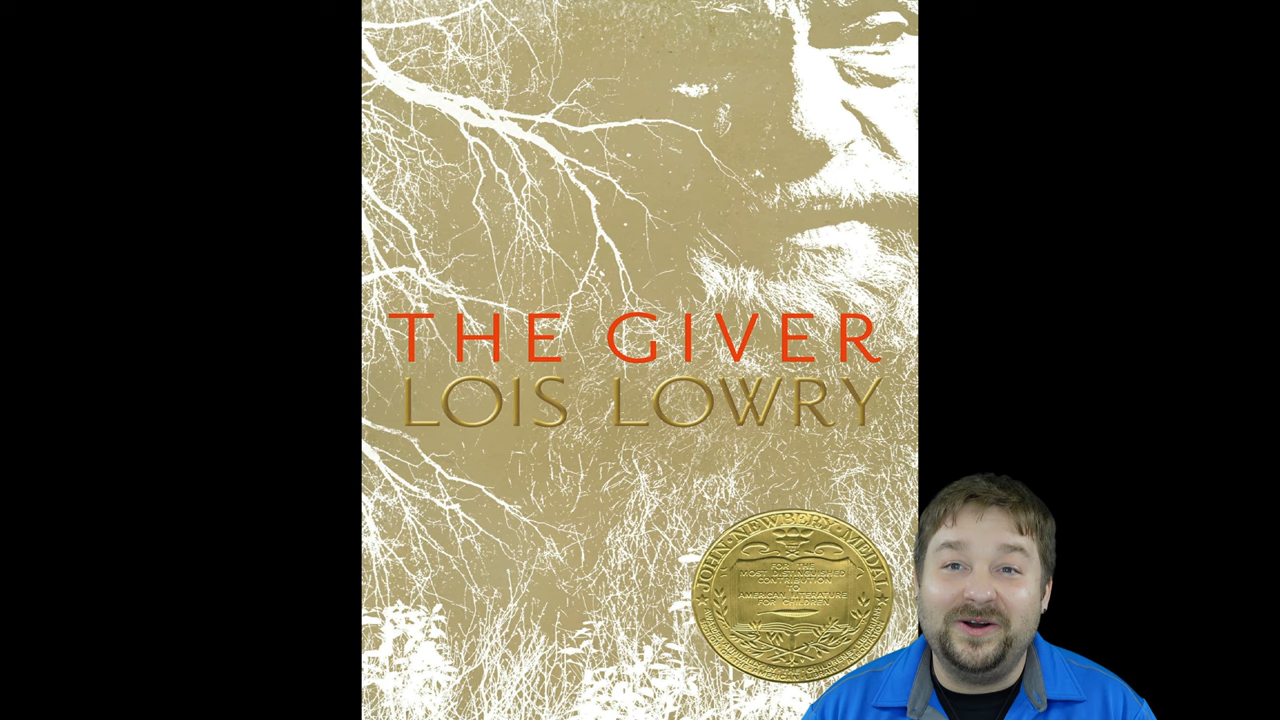 THE GIVER
LOIS LOWRY
JOHN NEWBERY MEDAL
FOR THE
MOST DISTINGUISHED
CONTRIBUTION
TO
AMERICAN LITERATURE
FOR CHILDREN